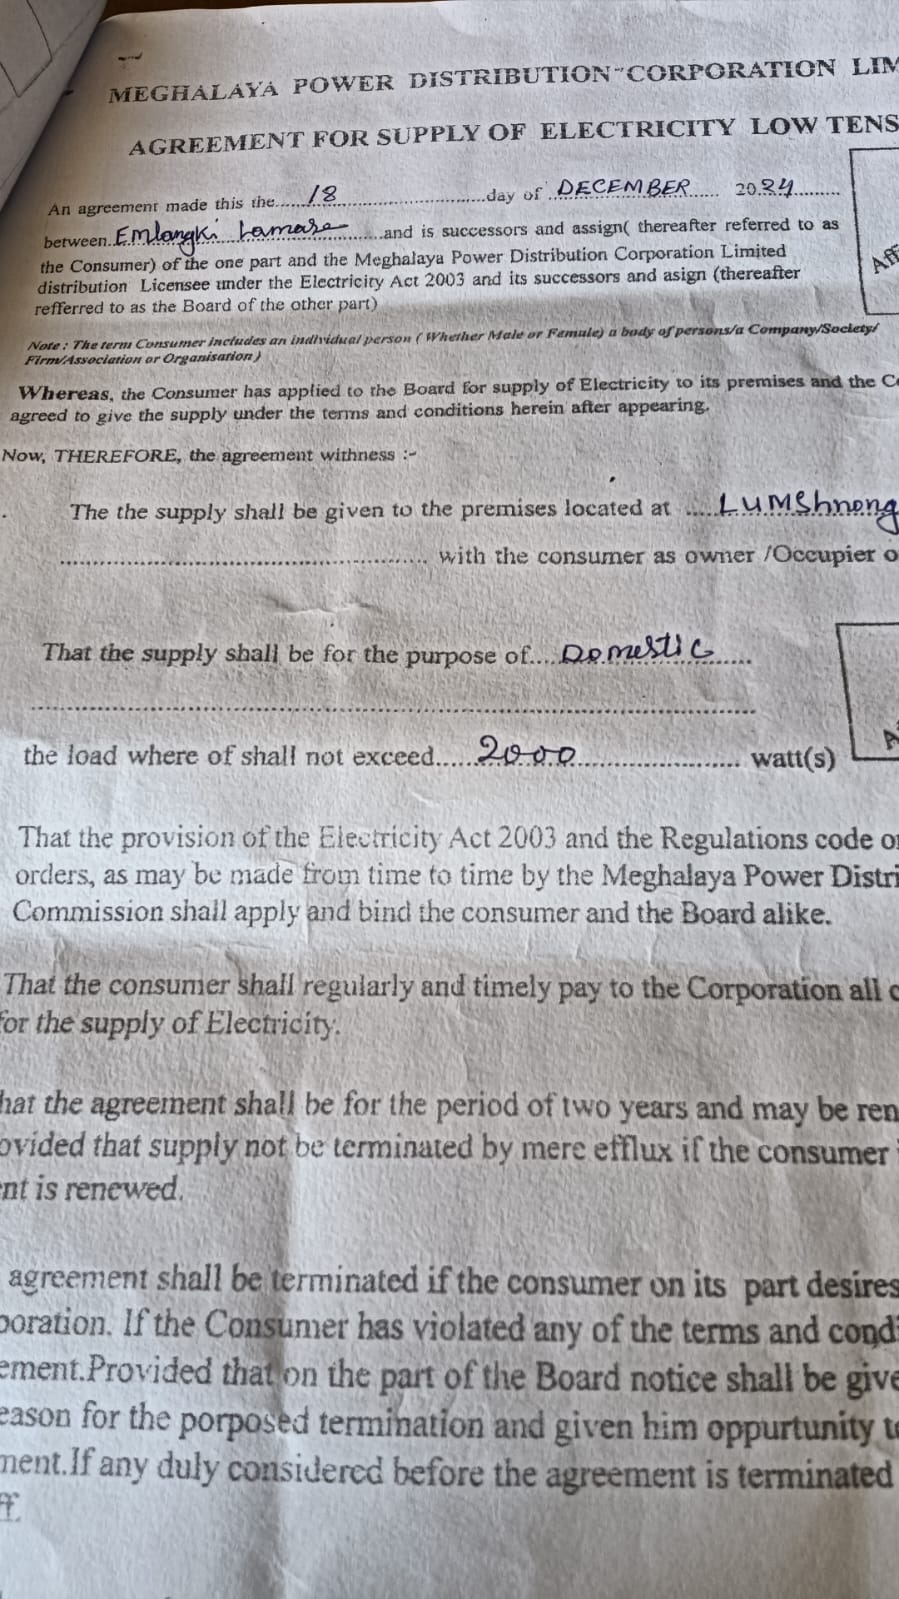 MEGHALAYA POWER DISTRIBUTION CORPORATION LIM
AGREEMENT FOR SUPPLY OF ELECTRICITY LOW TENS
An agreement made this the.....18..............................day of ..DECEMBER..... 2024........
between..Emlangki Lamare........and is successors and assign( thereafter referred to as
the Consumer) of the one part and the Meghalaya Power Distribution Corporation Limited
distribution Licensee under the Electricity Act 2003 and its successors and asign (thereafter
refferred to as the Board of the other part)
Aff
Note : The term Consumer includes an individual person ( Whether Male or Female) a body of persons/a Company/Society/
Firm/Association or Organisation )
Whereas, the Consumer has applied to the Board for supply of Electricity to its premises and the Co
agreed to give the supply under the terms and conditions herein after appearing.
Now, THEREFORE, the agreement withness :-
The the supply shall be given to the premises located at .....LUMShnong
.................................................. with the consumer as owner /Occupier o
That the supply shall be for the purpose of....Domestic......
....................................................................................................
the load where of shall not exceed.....2000......................... watt(s)
A
That the provision of the Electricity Act 2003 and the Regulations code or
orders, as may be made from time to time by the Meghalaya Power Distri
Commission shall apply and bind the consumer and the Board alike.
That the consumer shall regularly and timely pay to the Corporation all c
for the supply of Electricity.
hat the agreement shall be for the period of two years and may be ren
ovided that supply not be terminated by mere efflux if the consumer
nt is renewed.
agreement shall be terminated if the consumer on its part desires
poration. If the Consumer has violated any of the terms and condi
ement.Provided that on the part of the Board notice shall be give
eason for the porposed termination and given him oppurtunity to
ment.If any duly considered before the agreement is terminated
ff.